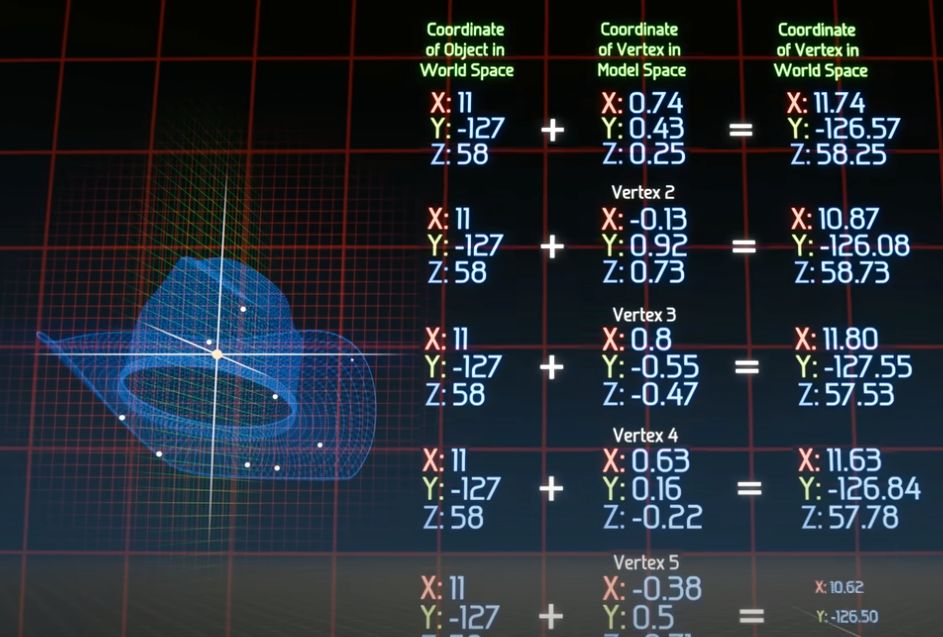 Coordinate of Object in World Space
Coordinate of Vertex in Model Space
Coordinate of Vertex in World Space
X: 11 X: 0.74 X: 11.74
Y: -127 + Y: 0.43 = Y: -126.57
Z: 58 Z: 0.25 Z: 58.25
Vertex 2
X: 11 X: -0.13 X: 10.87
Y: -127 + Y: 0.92 = Y: -126.08
Z: 58 Z: 0.73 Z: 58.73
Vertex 3
X: 11 X: 0.8 X: 11.80
Y: -127 + Y: -0.55 = Y: -127.55
Z: 58 Z: -0.47 Z: 57.53
Vertex 4
X: 11 X: 0.63 X: 11.63
Y: -127 + Y: 0.16 = Y: -126.84
Z: 58 Z: -0.22 Z: 57.78
Vertex 5
X: 11 X: -0.38 X: 10.62
Y: -127 + Y: 0.5 = Y: -126.50